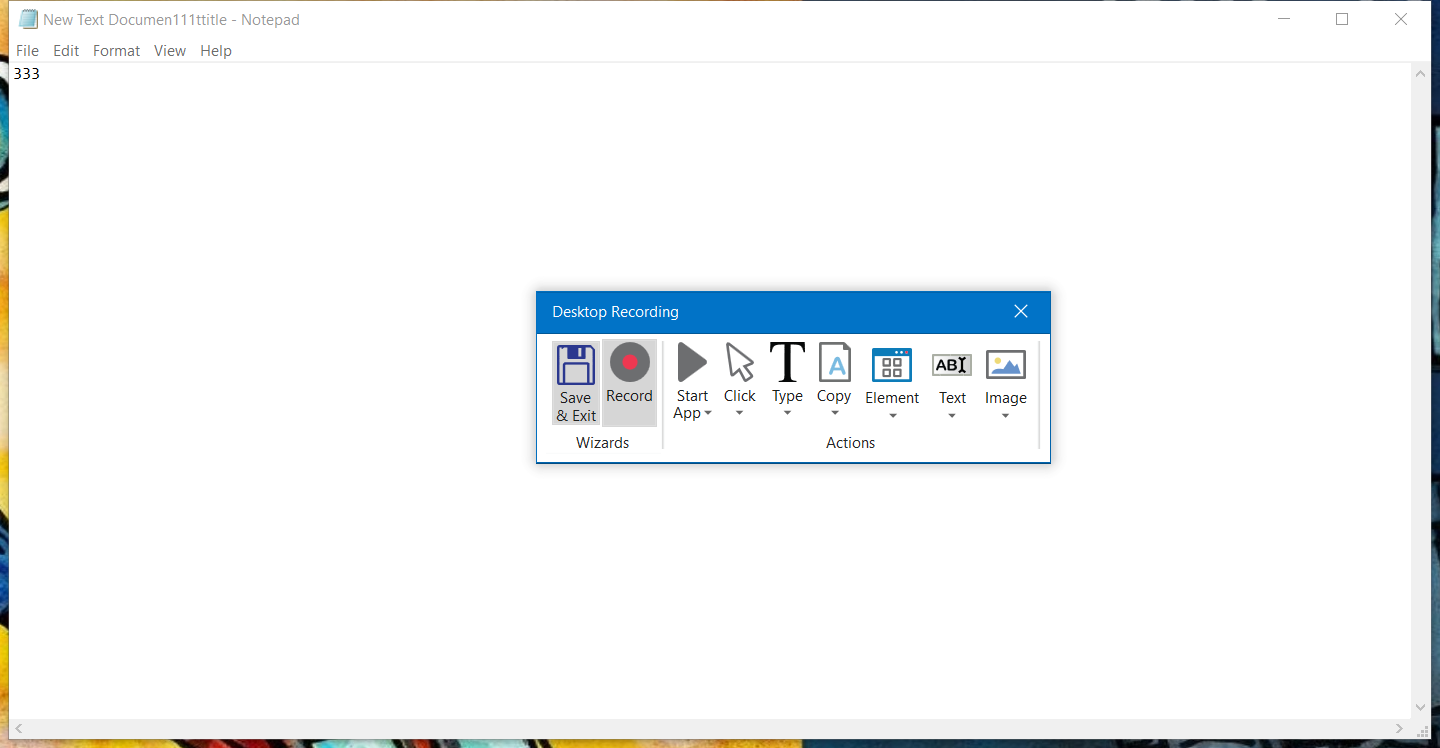 New Text Documen111ttitle - Notepad
File Edit Format View Help
333
Desktop Recording
Save & Exit
Record
Start App
Click
Type
Copy
A
Element
ABI
Text
Image
Wizards
Actions